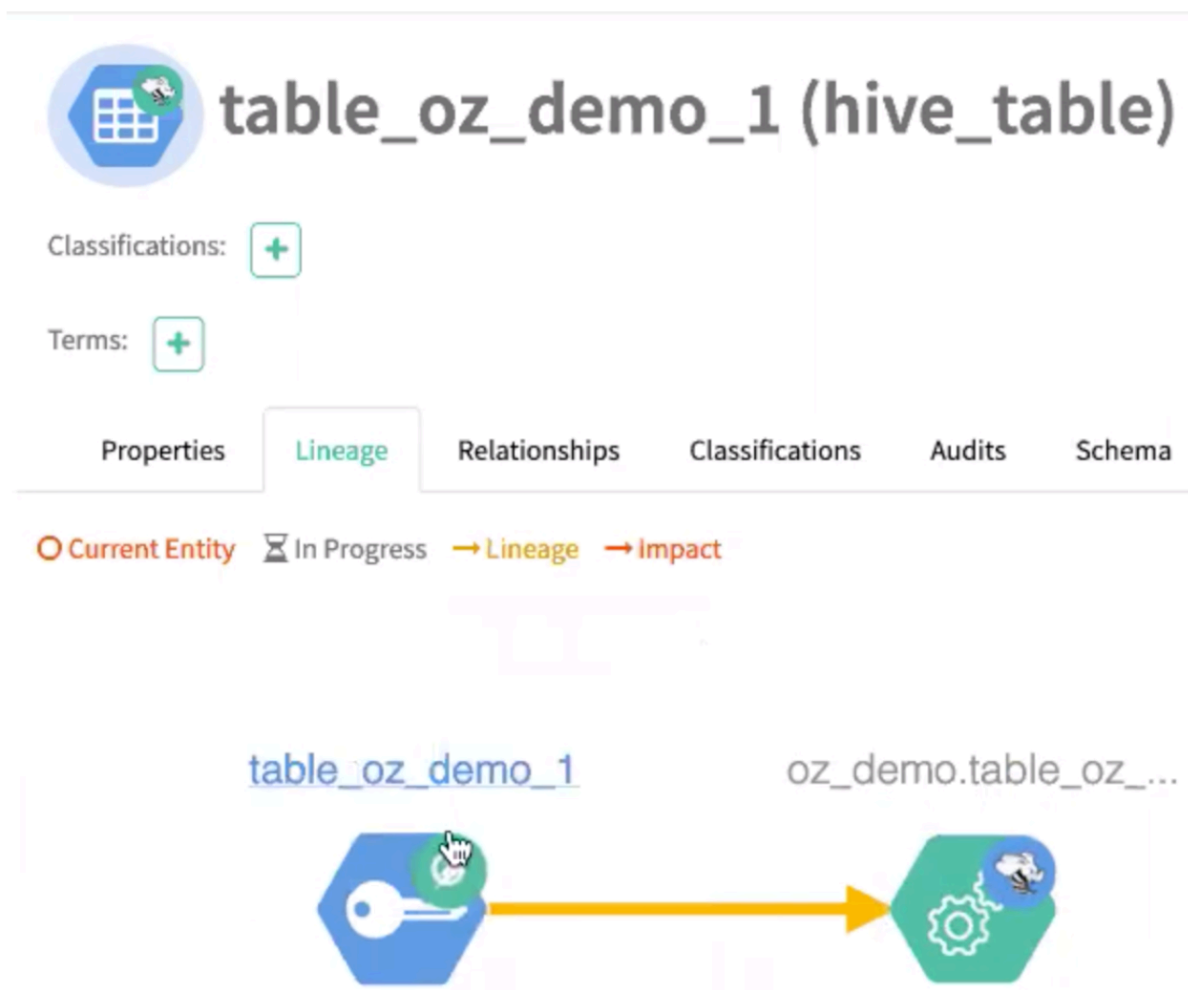 table_oz_demo_1 (hive_table)
Classifications:
Terms:
Properties Lineage Relationships Classifications Audits Schema
Current Entity In Progress Lineage Impact
table_oz_demo_1 oz_demo.table_oz_...